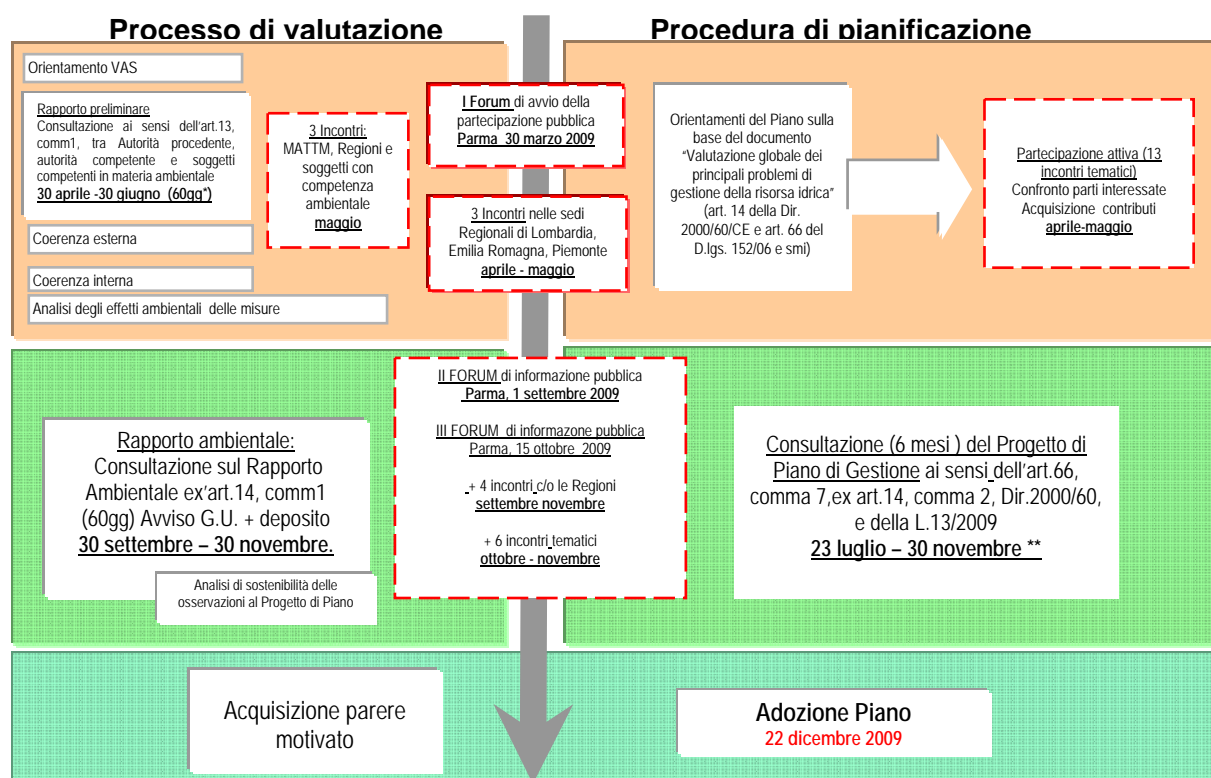 Processo di valutazione
Procedura di pianificazione
Orientamento VAS
Rapporto preliminare
Consultazione ai sensi dell'art.13,
comm1, tra Autorità procedente,
autorità competente e soggetti
competenti in materia ambientale
30 aprile -30 giugno (60gg*)
Coerenza esterna
Coerenza interna
Analisi degli effetti ambientali delle misure
3 Incontri:
MATTM, Regioni e
soggetti con
competenza
ambientale
maggio
I Forum di avvio della
partecipazione pubblica
Parma 30 marzo 2009
3 Incontri nelle sedi
Regionali di Lombardia,
Emilia Romagna, Piemonte
aprile - maggio
Orientamenti del Piano sulla
base del documento
"Valutazione globale dei
principali problemi di
gestione della risorsa idrica"
(art. 14 della Dir.
2000/60/CE e art. 66 del
D.lgs. 152/06 e smi)
Partecipazione attiva (13
incontri tematici)
Confronto parti interessate
Acquisizione contributi
aprile-maggio
Rapporto ambientale:
Consultazione sul Rapporto
Ambientale ex'art.14, comm1
(60gg) Avviso G.U. + deposito
30 settembre – 30 novembre.
Analisi di sostenibilità delle
osservazioni al Progetto di Piano
II FORUM di informazione pubblica
Parma, 1 settembre 2009
III FORUM di informazone pubblica
Parma, 15 ottobre 2009
+ 4 incontri c/o le Regioni
settembre novembre
+ 6 incontri tematici
ottobre - novembre
Consultazione (6 mesi ) del Progetto di
Piano di Gestione ai sensi dell'art.66,
comma 7,ex art.14, comma 2, Dir.2000/60,
e della L.13/2009
23 luglio – 30 novembre **
Acquisizione parere
motivato
Adozione Piano
22 dicembre 2009